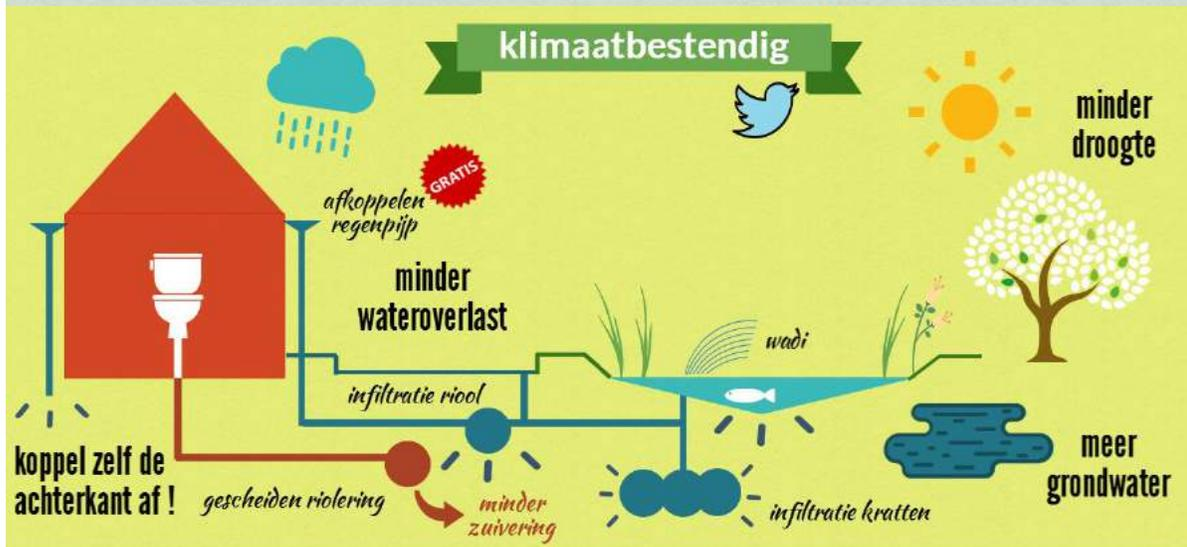 klimaatbestendig
minder
droogte
GRATIS
afkoppelen
regenpijp
minder
wateroverlast
wadi
infiltratie riool
koppel zelf de
achterkant af !
gescheiden riolering
minder
zuivering
infiltratie kratten
meer
grondwater